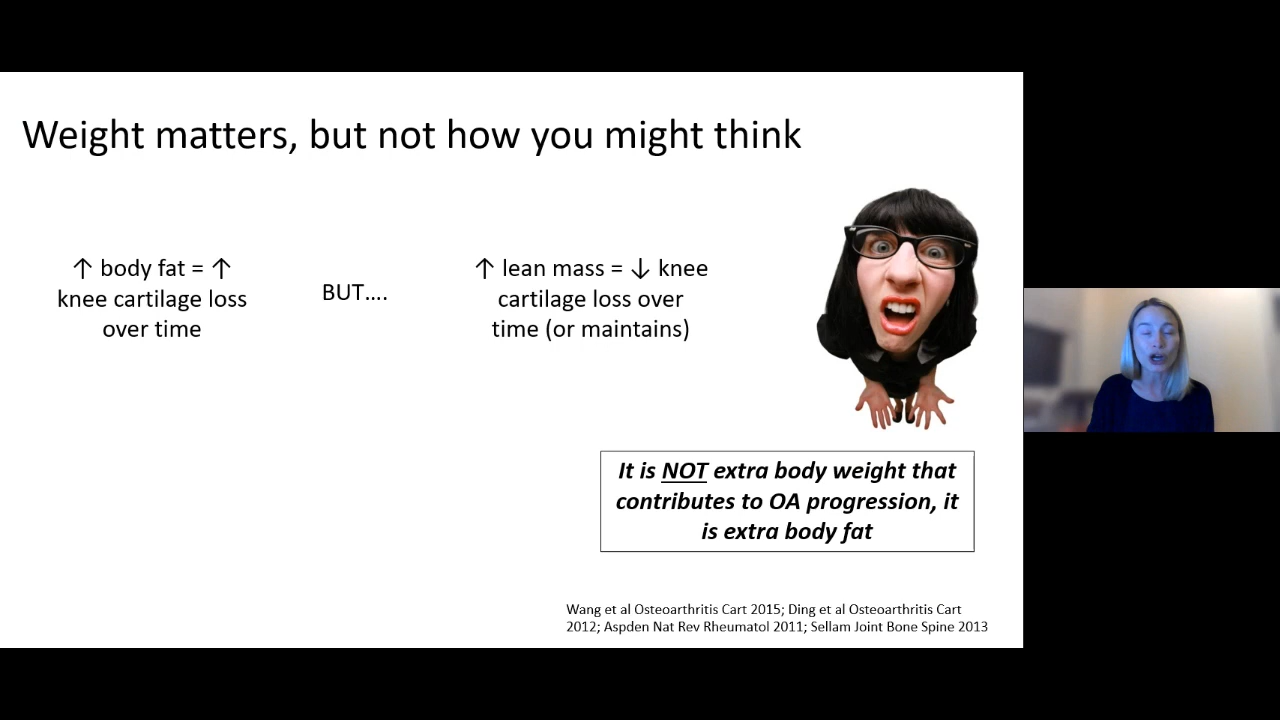 Weight matters, but not how you might think
↑ body fat = ↑
knee cartilage loss
over time
BUT....
↑ lean mass = ↓ knee
cartilage loss over
time (or maintains)
It is NOT extra body weight that
contributes to OA progression, it
is extra body fat
Wang et al Osteoarthritis Cart 2015; Ding et al Osteoarthritis Cart
2012; Aspden Nat Rev Rheumatol 2011; Sellam Joint Bone Spine 2013